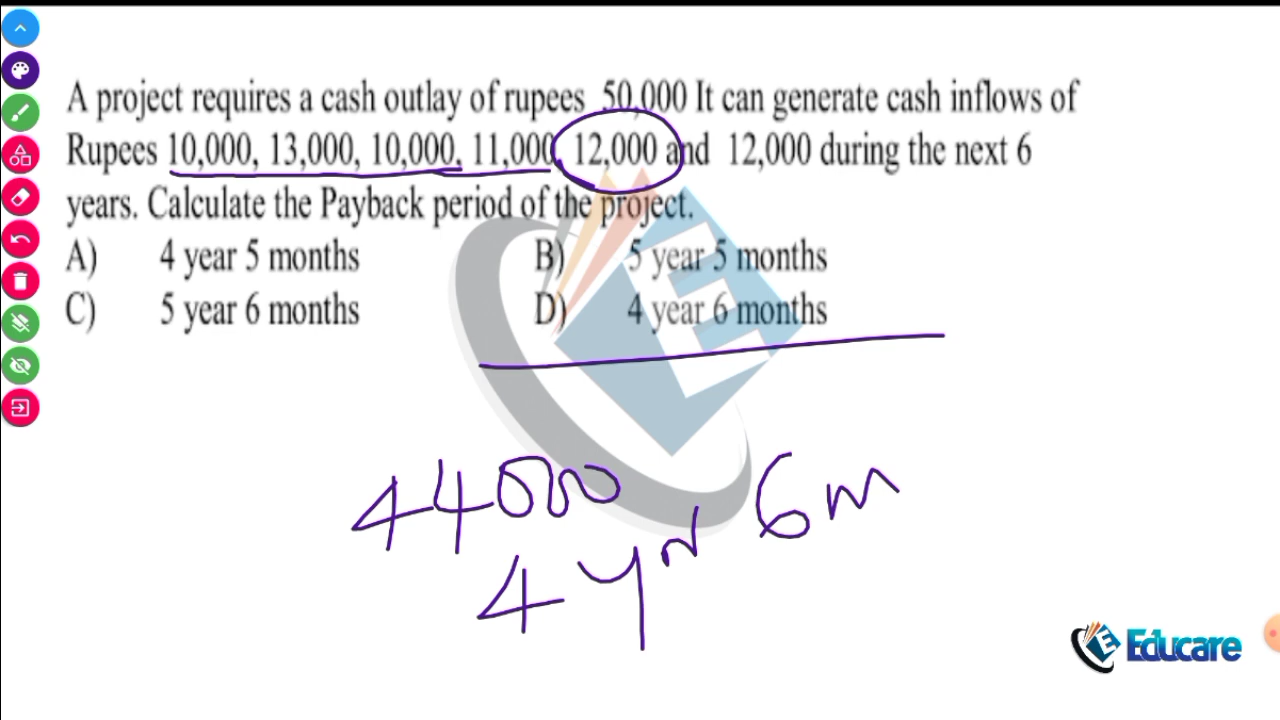 A project requires a cash outlay of rupees 50,000 It can generate cash inflows of
Rupees 10,000, 13,000, 10,000, 11,000, 12,000 and 12,000 during the next 6
years. Calculate the Payback period of the project.
A) 4 year 5 months B) 5 year 5 months
C) 5 year 6 months D) 4 year 6 months
44000
4 yr 6m
E Educare